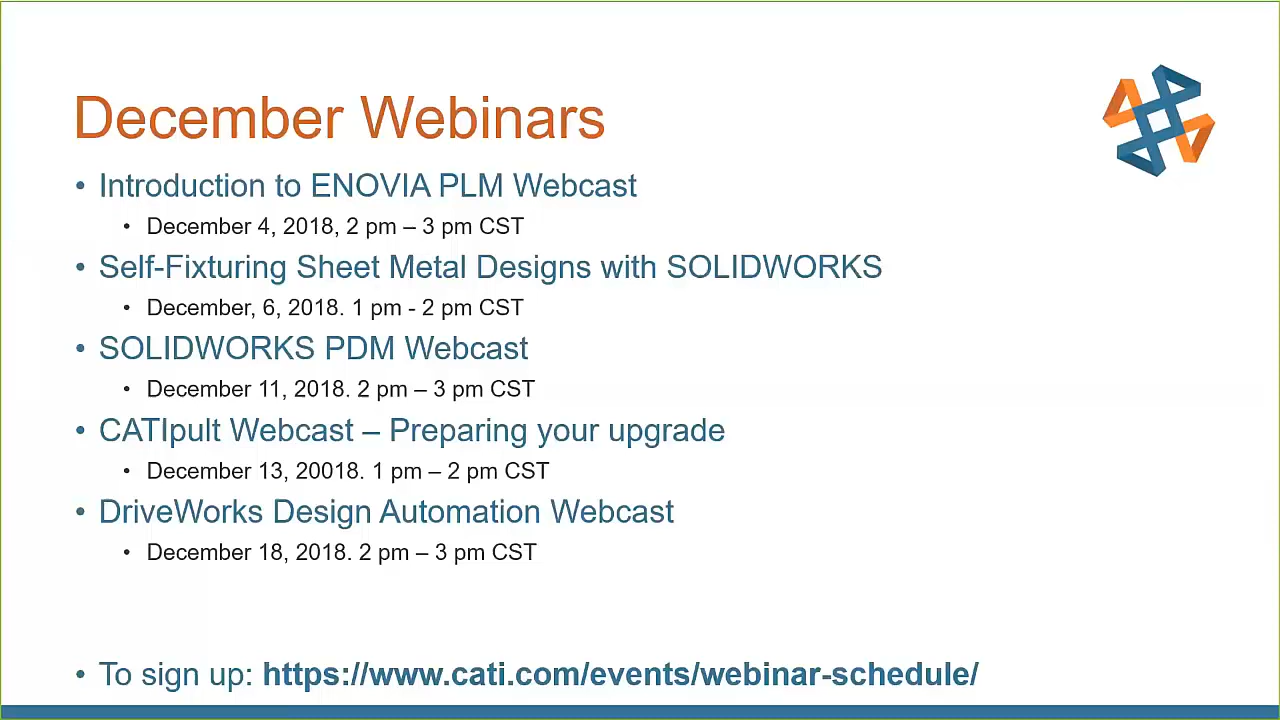 December Webinars
• Introduction to ENOVIA PLM Webcast
• December 4, 2018, 2 pm – 3 pm CST
• Self-Fixturing Sheet Metal Designs with SOLIDWORKS
• December, 6, 2018. 1 pm - 2 pm CST
• SOLIDWORKS PDM Webcast
• December 11, 2018. 2 pm – 3 pm CST
• CATIpult Webcast – Preparing your upgrade
• December 13, 20018. 1 pm – 2 pm CST
• DriveWorks Design Automation Webcast
• December 18, 2018. 2 pm – 3 pm CST
• To sign up: https://www.cati.com/events/webinar-schedule/